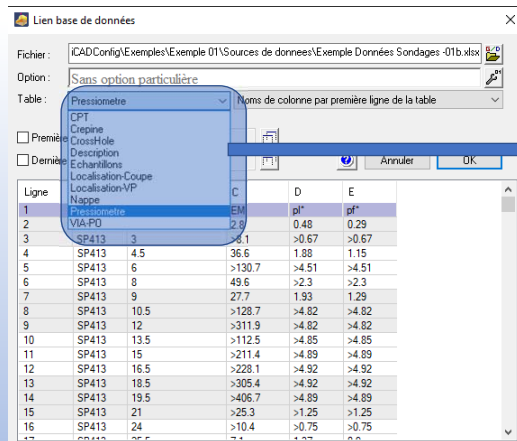 Lien base de données
Fichier : iCADConfig\Exemples\Exemple 01\Sources de donnees\Exemple Données Sondages -01b.xlsx
Option : Sans option particulière
Table : Pressiometre Noms de colonne par première ligne de la table
CPT
Crepine
Premiè CrossHole
Description
Dernièr Echantillons
Annuler OK
Localisation-Coupe
Localisation-VP
Nappe
Pressiometre
VIA-PO
Ligne C D E
1 EM pl* pf*
2 2.8 0.48 0.29
3 SP413 3 >8.1 >0.67 >0.67
4 SP413 4.5 36.6 1.88 1.15
5 SP413 6 >130.7 >4.51 >4.51
6 SP413 8 49.6 >2.3 >2.3
7 SP413 9 27.7 1.93 1.29
8 SP413 10.5 >128.7 >4.82 >4.82
9 SP413 12 >311.9 >4.82 >4.82
10 SP413 13.5 >112.5 >4.85 >4.85
11 SP413 15 >211.4 >4.89 >4.89
12 SP413 16.5 >228.1 >4.92 >4.92
13 SP413 18.5 >305.4 >4.92 >4.92
14 SP413 19.5 >406.7 >4.89 >4.89
15 SP413 21 >25.3 >1.25 >1.25
16 SP413 24 >10.4 >0.75 >0.75